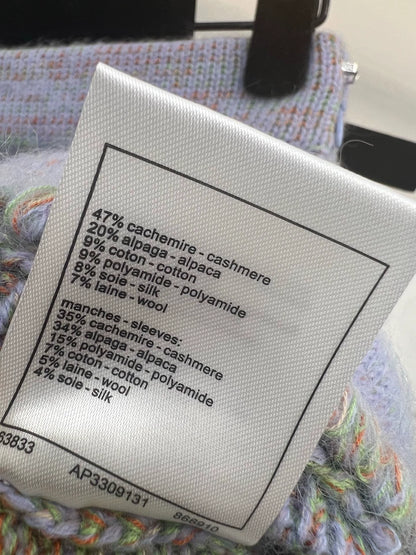 47% cachemire - cashmere
20% alpaga - alpaca
9% coton - cotton
9% polyamide - polyamide
8% soie - silk
7% laine - wool
manches - sleeves:
35% cachemire - cashmere
34% alpaga - alpaca
15% polyamide - polyamide
7% coton - cotton
5% laine - wool
4% soie - silk
63833
AP3309131
868910